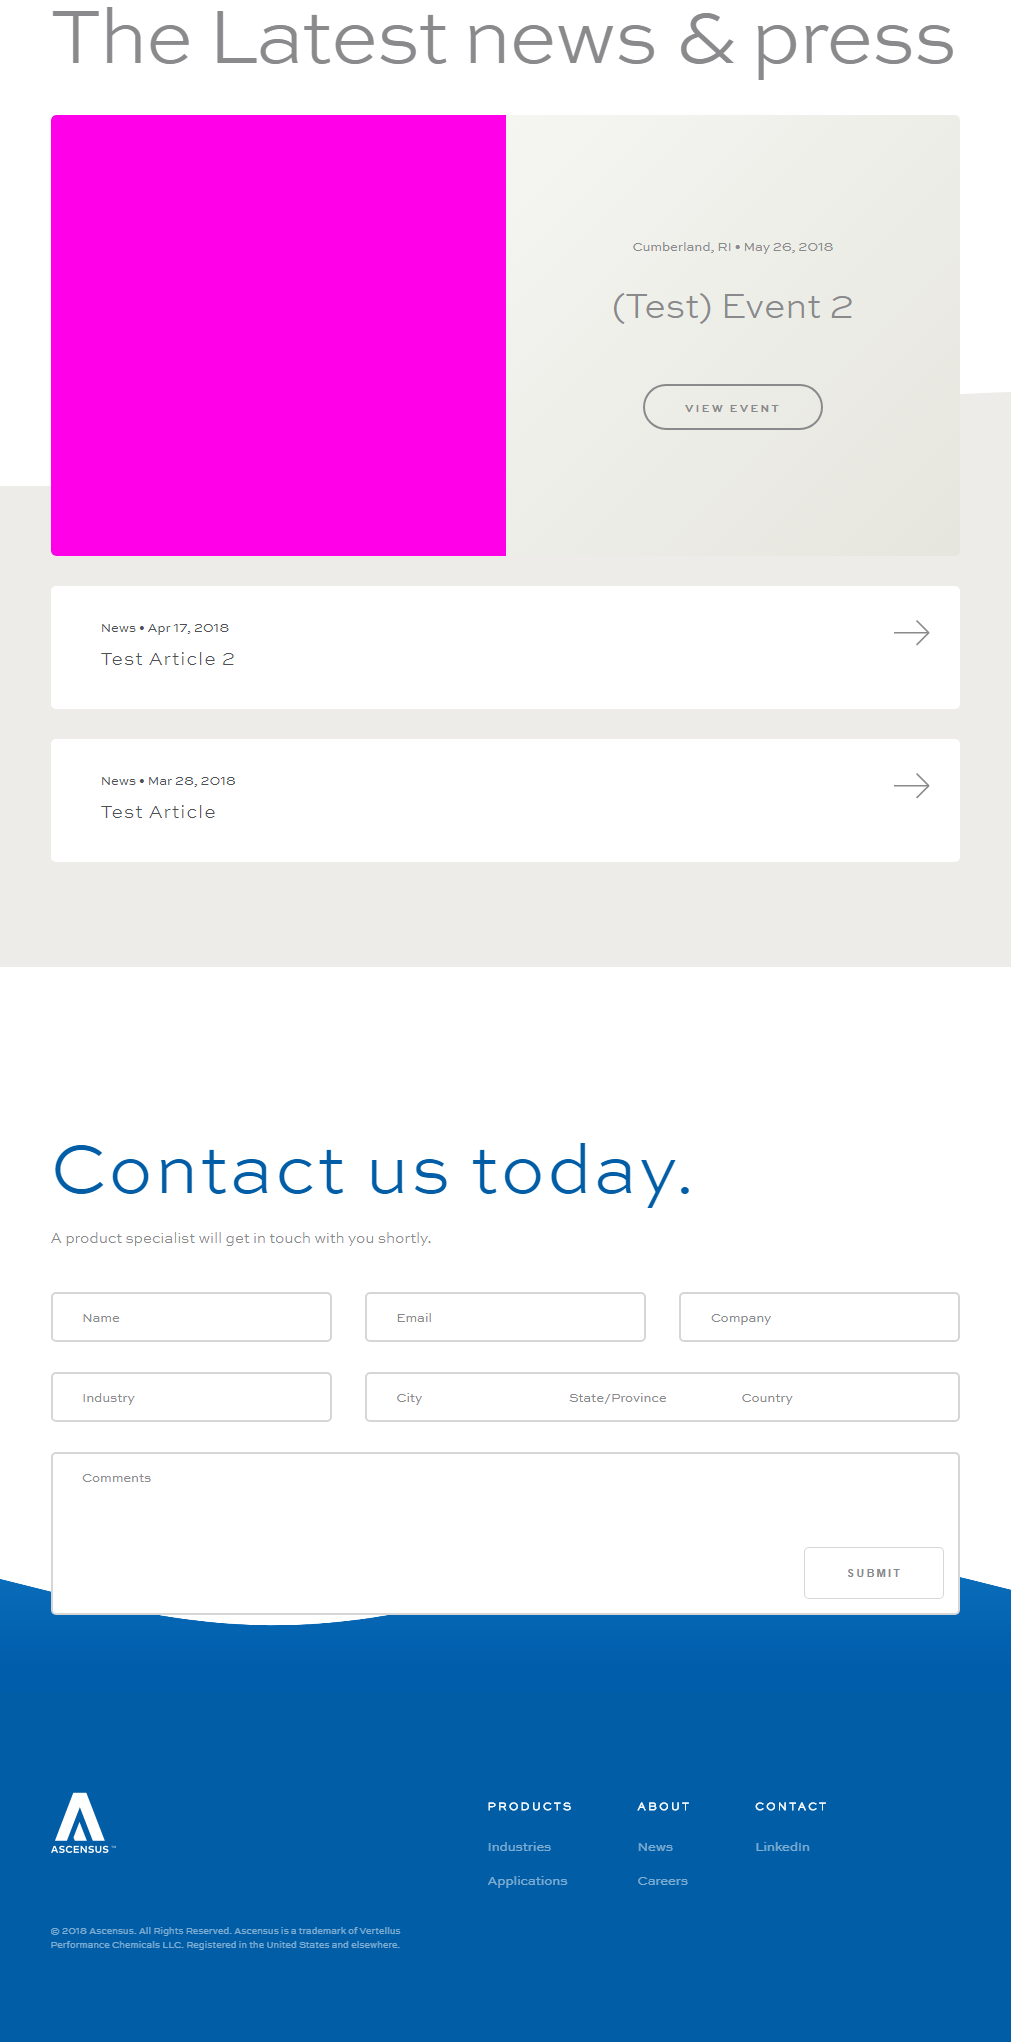 The Latest news & press
Cumberland, RI • May 26, 2018
(Test) Event 2
VIEW EVENT
News • Apr 17, 2018
Test Article 2
News • Mar 28, 2018
Test Article
Contact us today.
A product specialist will get in touch with you shortly.
Name
Email
Company
Industry
City
State/Province
Country
Comments
SUBMIT
ASCENSUS ™
PRODUCTS
Industries
Applications
ABOUT
News
Careers
CONTACT
LinkedIn
© 2018 Ascensus. All Rights Reserved. Ascensus is a trademark of Vertellus
Performance Chemicals LLC. Registered in the United States and elsewhere.